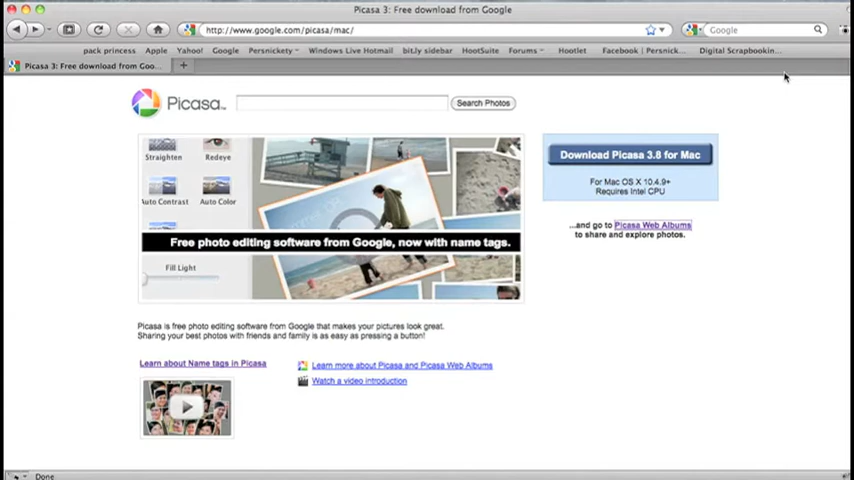 Picasa 3: Free download from Google
http://www.google.com/picasa/mac/
Google
pack princess Apple Yahoo! Google Persnickety Windows Live Hotmail bit.ly sidebar HootSuite Forums Hootlet Facebook | Persnick... Digital Scrapbookin...
Picasa 3: Free download from Goo...
Picasa™
Search Photos
Straighten Redeye
Auto Contrast Auto Color
Free photo editing software from Google, now with name tags.
Fill Light
Download Picasa 3.8 for Mac
For Mac OS X 10.4.9+
Requires Intel CPU
...and go to Picasa Web Albums
to share and explore photos.
Picasa is free photo editing software from Google that makes your pictures look great.
Sharing your best photos with friends and family is as easy as pressing a button!
Learn about Name tags in Picasa
Learn more about Picasa and Picasa Web Albums
Watch a video introduction
Done